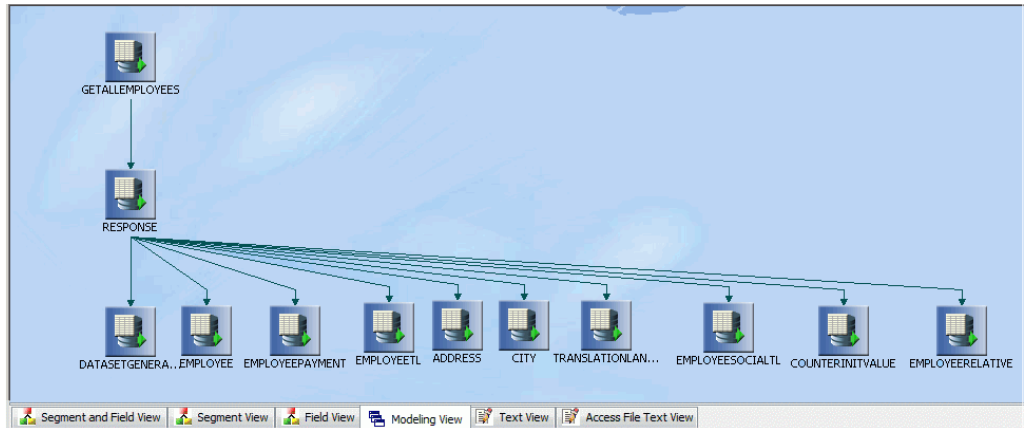 GETALLEMPLOYEES
RESPONSE
DATASETGENERA...
EMPLOYEE
EMPLOYEEPAYMENT
EMPLOYEETL
ADDRESS
CITY
TRANSLATIONLAN...
EMPLOYEESOCIALTL
COUNTERINITVALUE
EMPLOYEERELATIVE
Segment and Field View
Segment View
Field View
Modeling View
Text View
Access File Text View